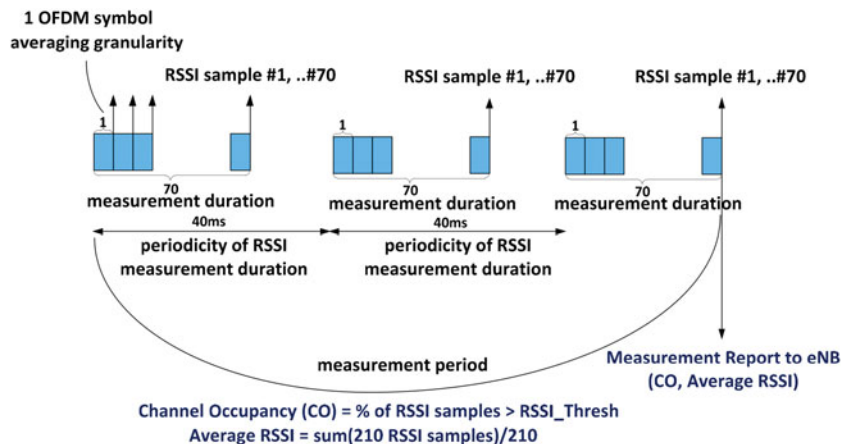 1 OFDM symbol
averaging granularity
RSSI sample #1, ..#70
RSSI sample #1, ..#70
RSSI sample #1, ..#70
1
1
1
70
70
70
measurement duration
measurement duration
measurement duration
40ms
40ms
periodicity of RSSI
measurement duration
periodicity of RSSI
measurement duration
measurement period
Measurement Report to eNB
(CO, Average RSSI)
Channel Occupancy (CO) = % of RSSI samples > RSSI_Thresh
Average RSSI = sum(210 RSSI samples)/210